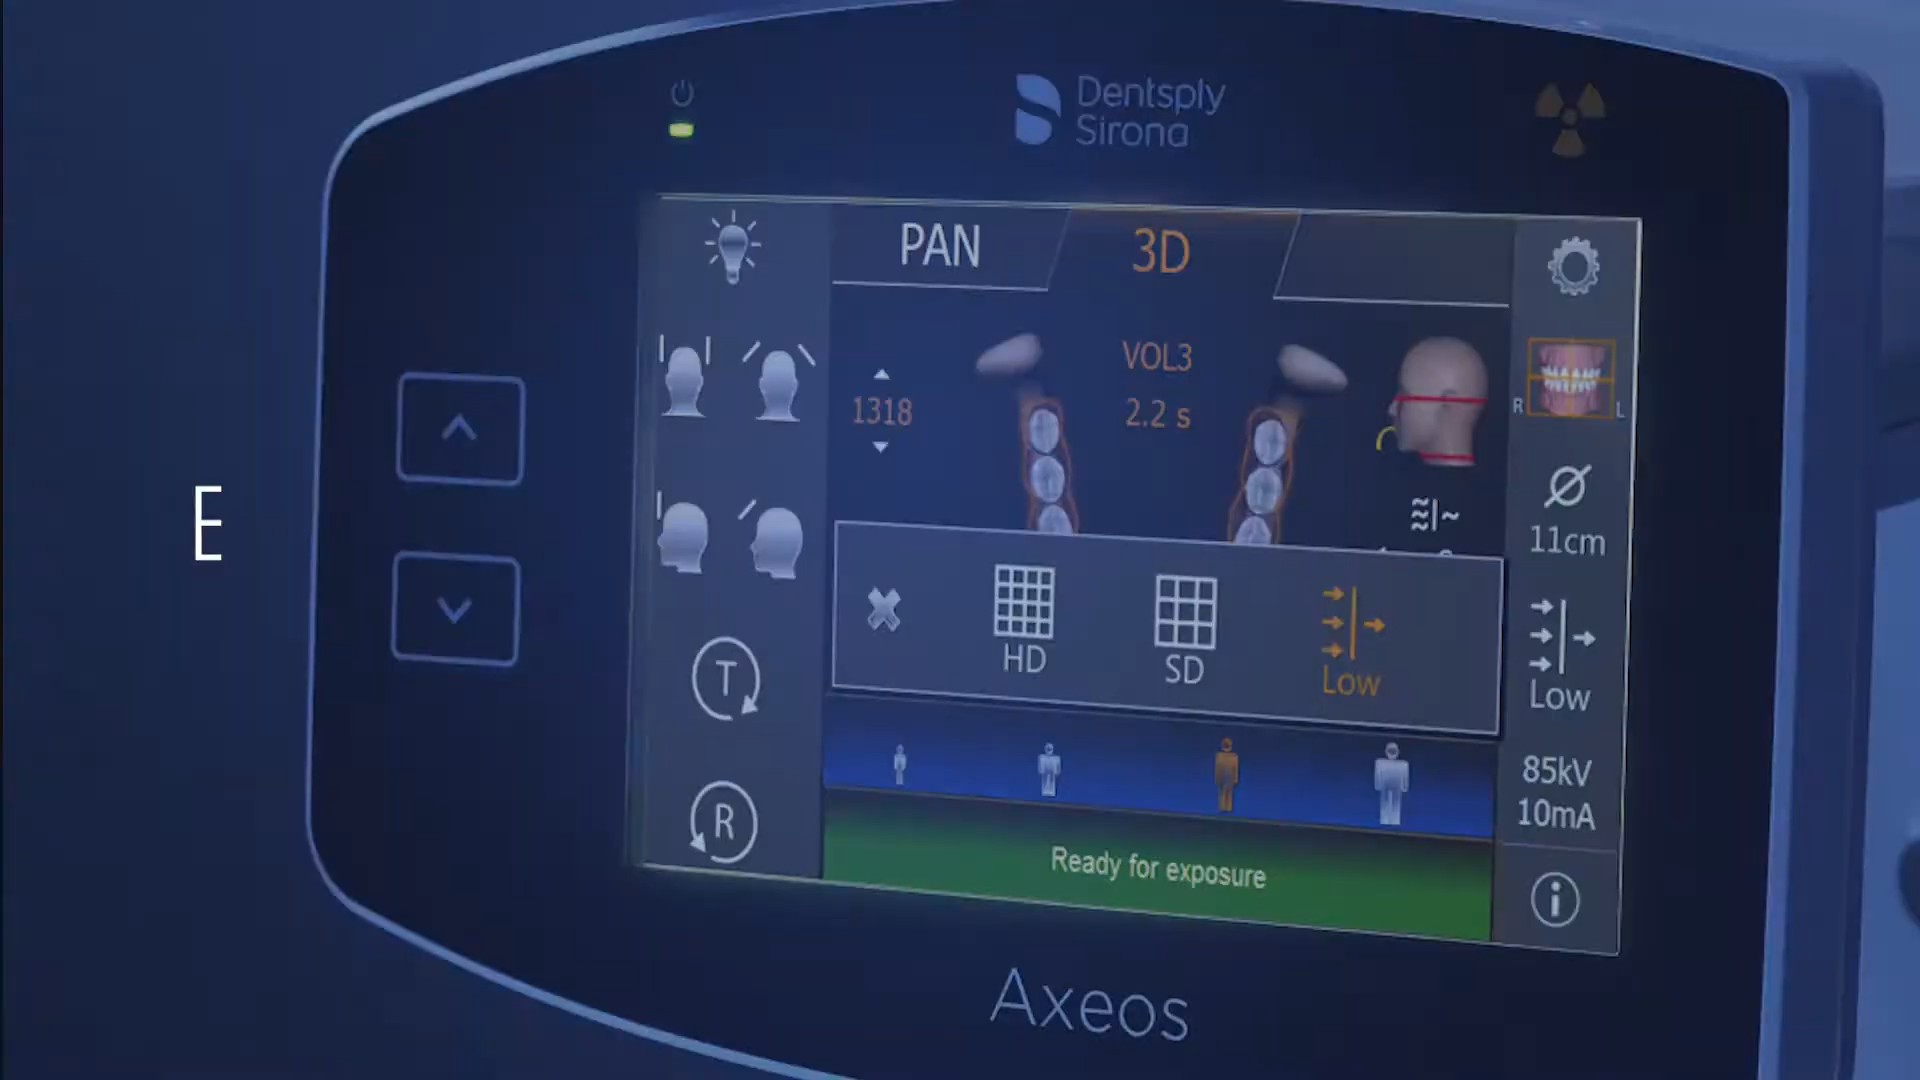 Dentsply
Sirona
PAN
3D
VOL3
1318
2.2 s
R
L
11cm
E
HD
SD
Low
Low
T
85kV
10mA
R
Ready for exposure
Axeos